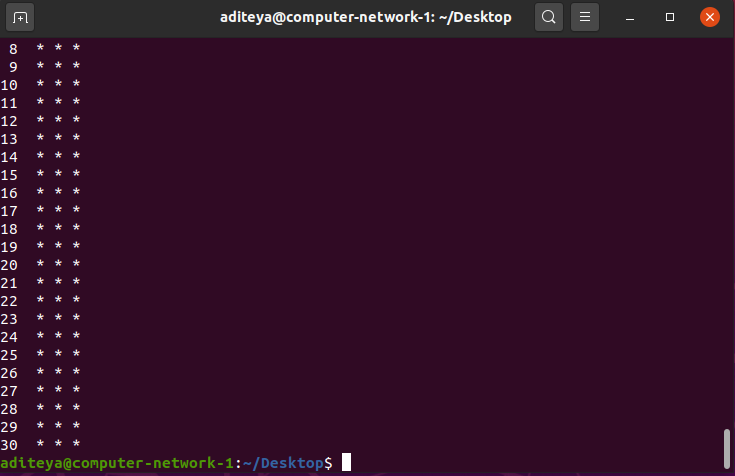 aditeya@computer-network-1: ~/Desktop
8 * * *
9 * * *
10 * * *
11 * * *
12 * * *
13 * * *
14 * * *
15 * * *
16 * * *
17 * * *
18 * * *
19 * * *
20 * * *
21 * * *
22 * * *
23 * * *
24 * * *
25 * * *
26 * * *
27 * * *
28 * * *
29 * * *
30 * * *
aditeya@computer-network-1:~/Desktop$